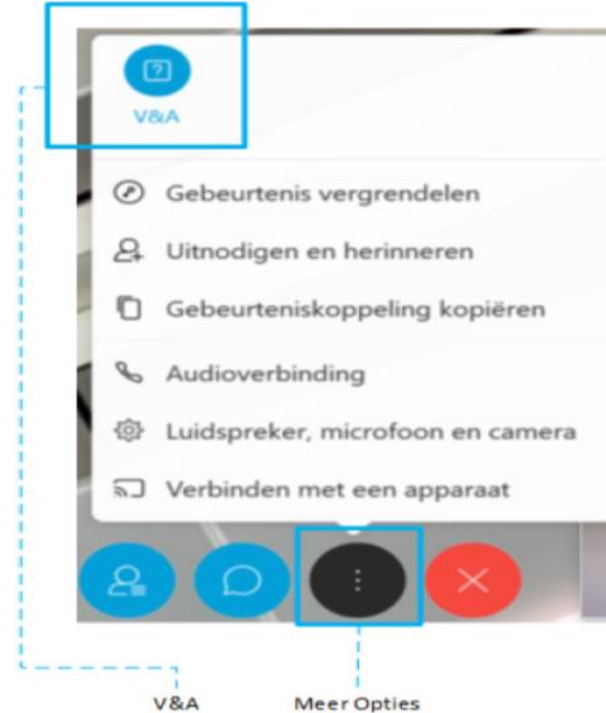 V&A
Gebeurtenis vergrendelen
Uitnodigen en herinneren
Gebeurteniskoppeling kopiëren
Audioverbinding
Luidspreker, microfoon en camera
Verbinden met een apparaat
V&A Meer Opties